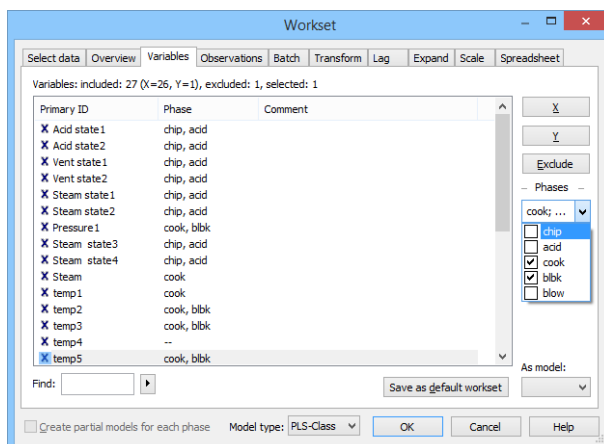 Workset
Select data Overview Variables Observations Batch Transform Lag Expand Scale Spreadsheet
Variables: included: 27 (X=26, Y=1), excluded: 1, selected: 1
Primary ID Phase Comment
X Acid state1 chip, acid
X Acid state2 chip, acid
X Vent state1 chip, acid
X Vent state2 chip, acid
X Steam state1 chip, acid
X Steam state2 chip, acid
X Pressure1 cook, blbk
X Steam state3 chip, acid
X Steam state4 chip, acid
X Steam cook
X temp1 cook
X temp2 cook, blbk
X temp3 cook, blbk
X temp4 --
X temp5 cook, blbk
X
Y
Exclude
Phases
cook; ...
chip
acid
cook
blbk
blow
As model:
Find:
Save as default workset
Create partial models for each phase Model type: PLS-Class OK Cancel Help